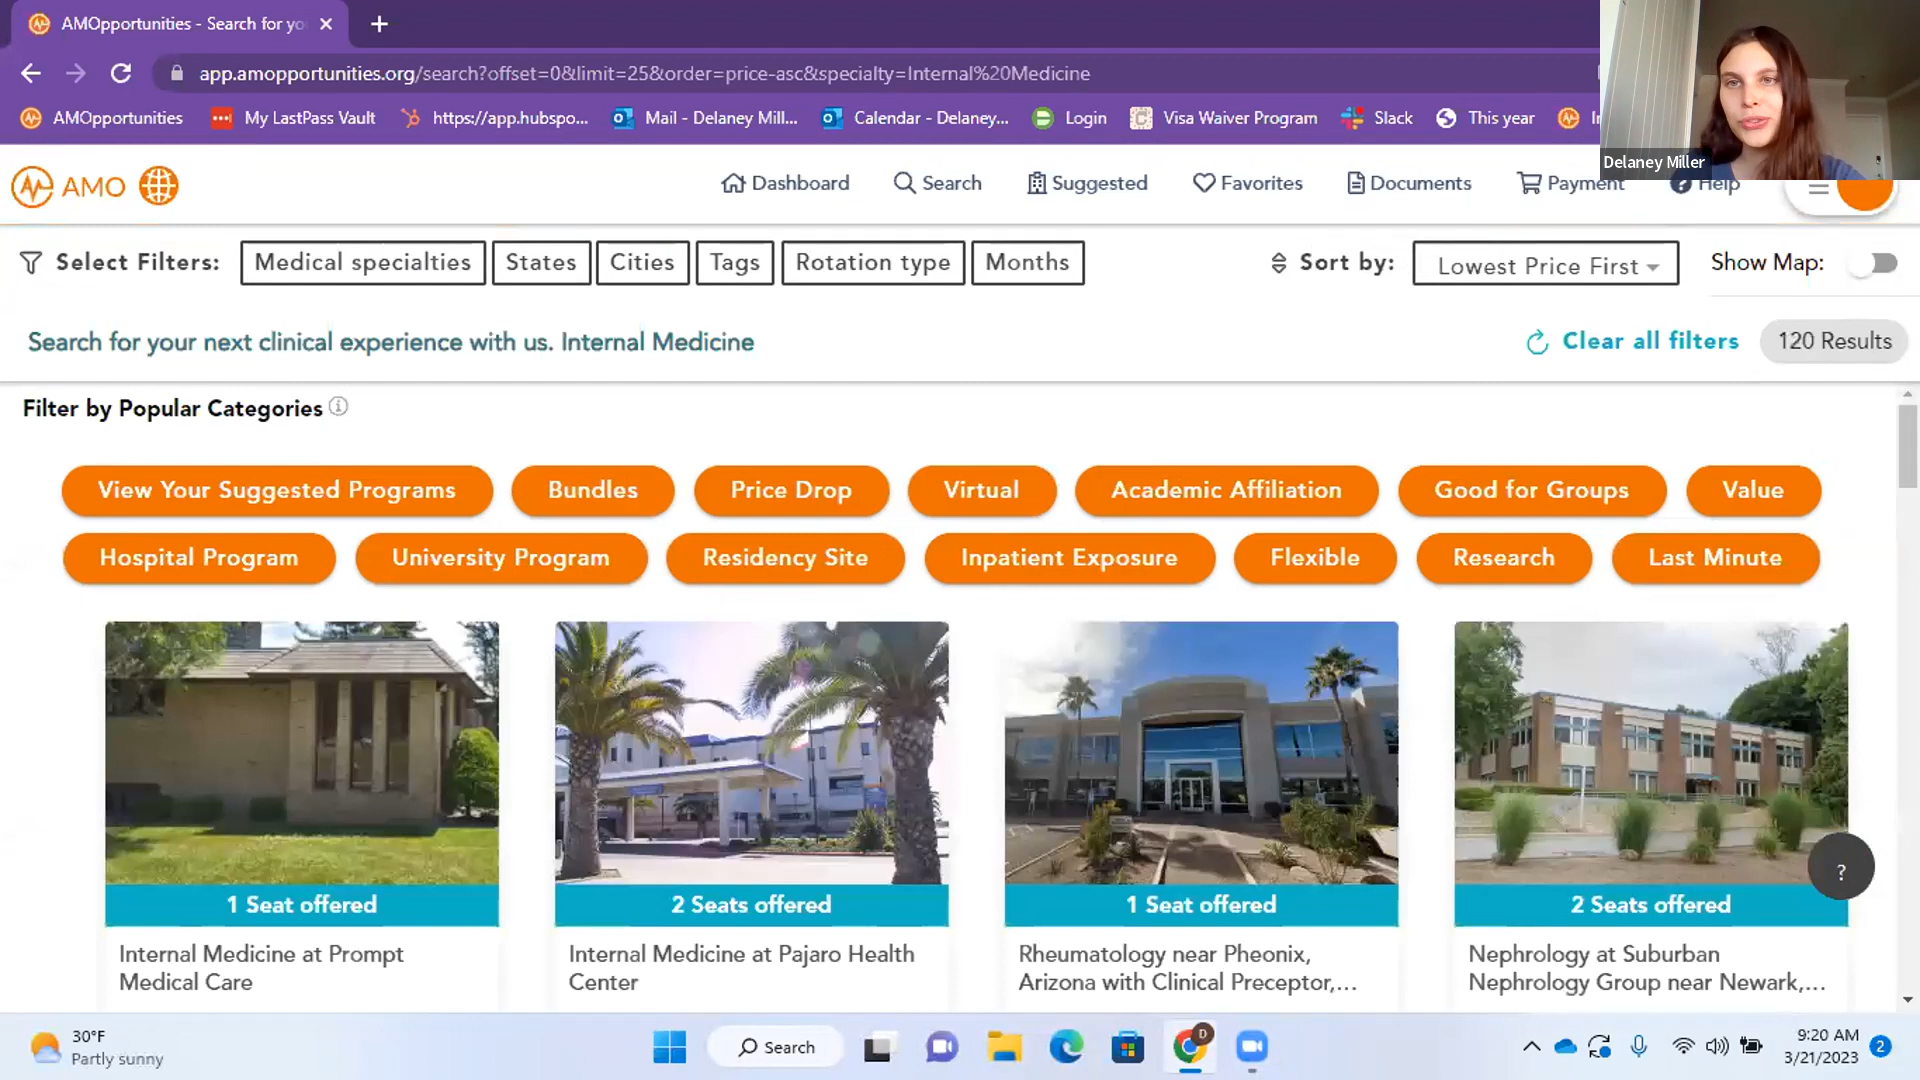 AMOpportunities - Search for yo
app.amopportunities.org/search?offset=0&limit=25&order=price-asc&specialty=Internal%20Medicine
AMOpportunities My LastPass Vault https://app.hubspo... Mail - Delaney Mill... Calendar - Delaney... Login Visa Waiver Program Slack This year
Delaney Miller
AMO Dashboard Search Suggested Favorites Documents Payment Help
Select Filters: Medical specialties States Cities Tags Rotation type Months Sort by: Lowest Price First Show Map:
Search for your next clinical experience with us. Internal Medicine Clear all filters 120 Results
Filter by Popular Categories
View Your Suggested Programs Bundles Price Drop Virtual Academic Affiliation Good for Groups Value
Hospital Program University Program Residency Site Inpatient Exposure Flexible Research Last Minute
1 Seat offered 2 Seats offered 1 Seat offered 2 Seats offered
?
Internal Medicine at Prompt
Medical Care
Internal Medicine at Pajaro Health
Center
Rheumatology near Pheonix,
Arizona with Clinical Preceptor,...
Nephrology at Suburban
Nephrology Group near Newark,...
30°F
Partly sunny
Search
D
9:20 AM
3/21/2023
2